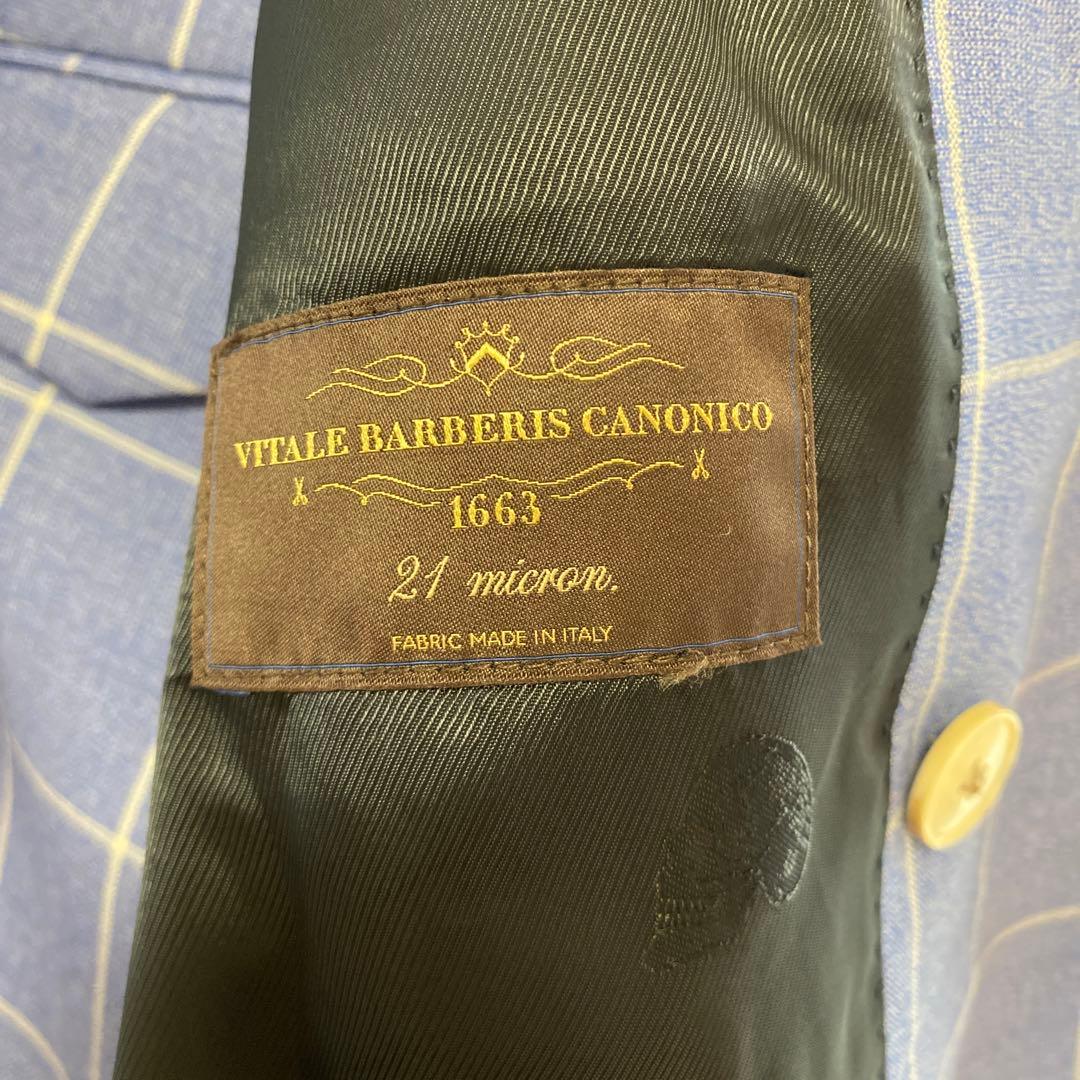 VITALE BARBERIS CANONICO
1663
21 micron.
FABRIC MADE IN ITALY